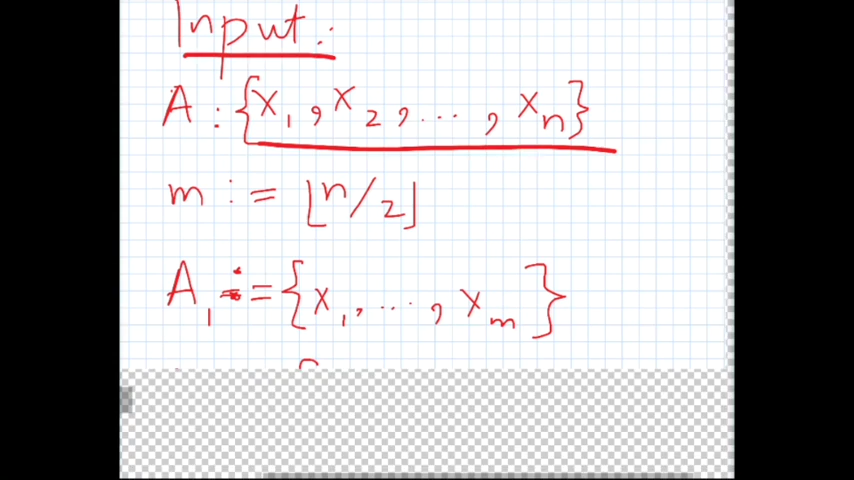 Input:
A : {x₁, x₂, ..., xₙ}
m := ⌊n/2⌋
A₁ := {x₁, ..., xₘ}